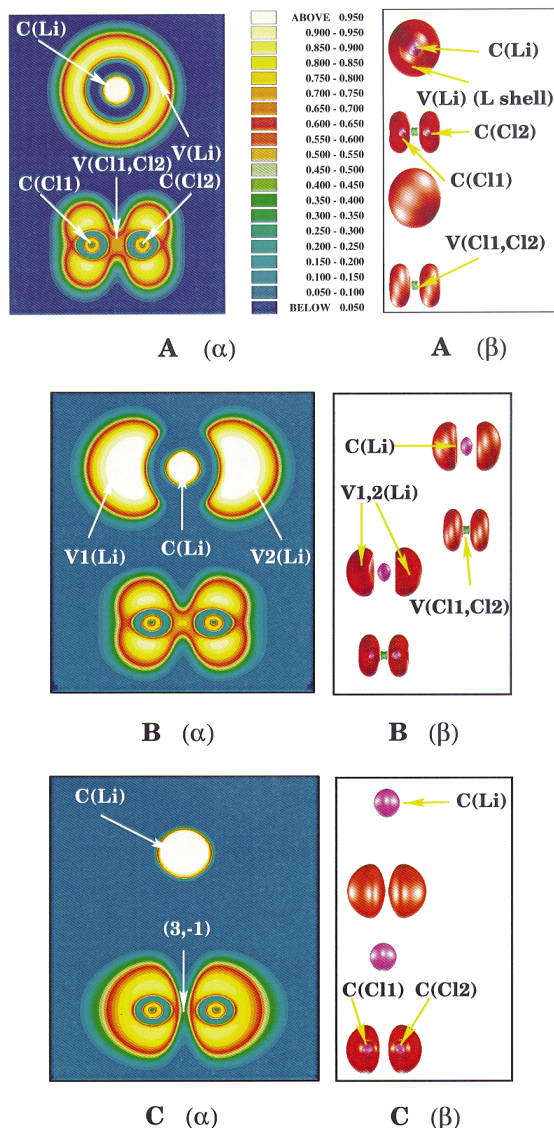 C(Li)
V(Cl1,Cl2)
V(Li)
C(Cl1)
C(Cl2)
ABOVE 0.950
0.900 - 0.950
0.850 - 0.900
0.800 - 0.850
0.750 - 0.800
0.700 - 0.750
0.650 - 0.700
0.600 - 0.650
0.550 - 0.600
0.500 - 0.550
0.450 - 0.500
0.400 - 0.450
0.350 - 0.400
0.300 - 0.350
0.250 - 0.300
0.200 - 0.250
0.150 - 0.200
0.100 - 0.150
0.050 - 0.100
BELOW 0.050
C(Li)
V(Li) (L shell)
C(Cl2)
C(Cl1)
V(Cl1,Cl2)
A (α)
A (β)
V1(Li)
C(Li)
V2(Li)
C(Li)
V1,2(Li)
V(Cl1,Cl2)
B (α)
B (β)
C(Li)
(3,-1)
C(Li)
C(Cl1)
C(Cl2)
C (α)
C (β)